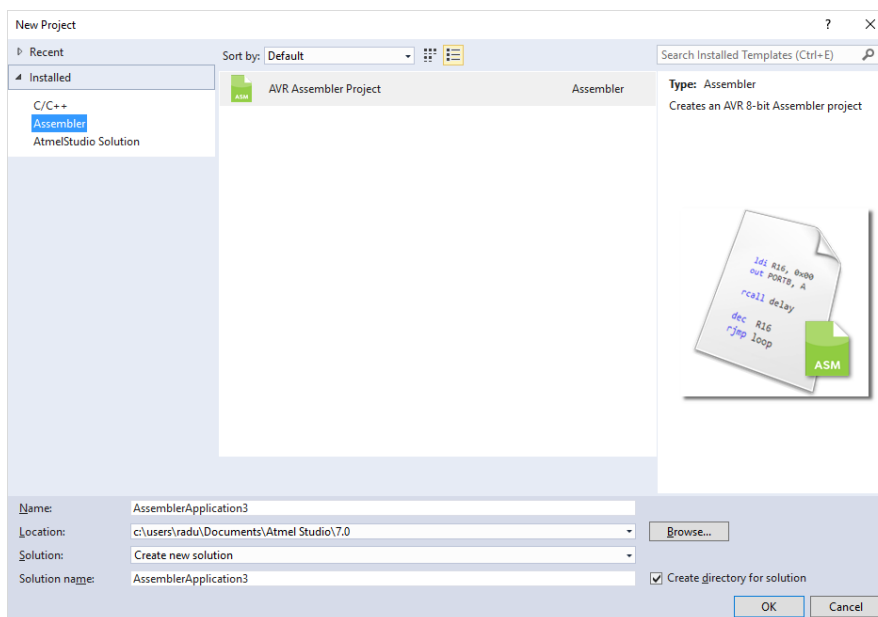 New Project
Recent
Sort by: Default
Search Installed Templates (Ctrl+E)
Installed
C/C++
Assembler
AtmelStudio Solution
ASM
AVR Assembler Project Assembler
Type: Assembler
Creates an AVR 8-bit Assembler project
ldi R16, 0x00
out PORTB, A
rcall delay
dec R16
rjmp loop
ASM
Name: AssemblerApplication3
Location: c:\users\radu\Documents\Atmel Studio\7.0 Browse...
Solution: Create new solution
Solution name: AssemblerApplication3
Create directory for solution
OK Cancel